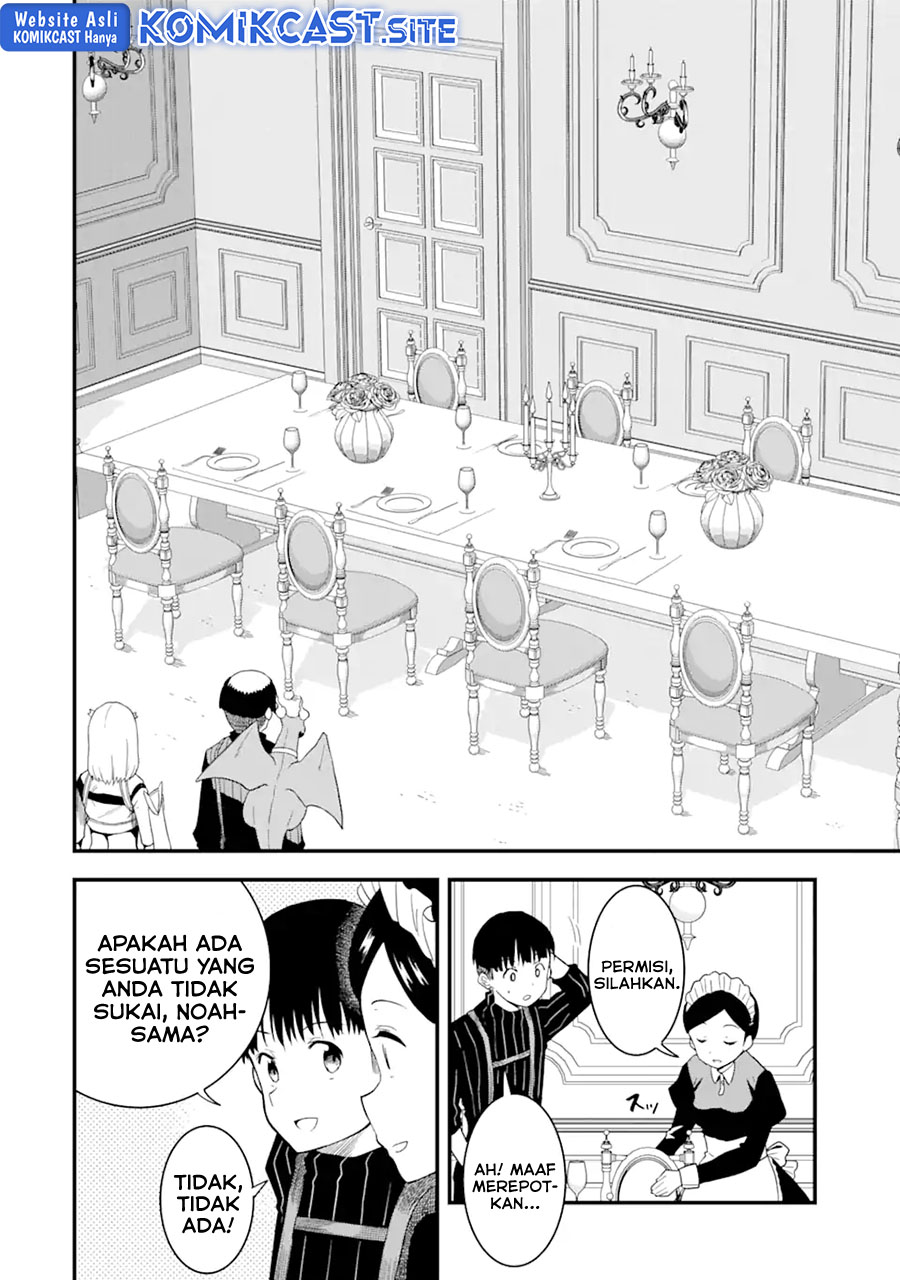 Website Asli
KOMIKCAST Hanya
KOMIKCAST.SITE
PERMISI,
SILAHKAN.
スッ
AH! MAAF
MEREPOT-
KAN...
APAKAH ADA
SESUATU YANG
ANDA TIDAK
SUKAI, NOAH-
SAMA?
TIDAK,
TIDAK
ADA!